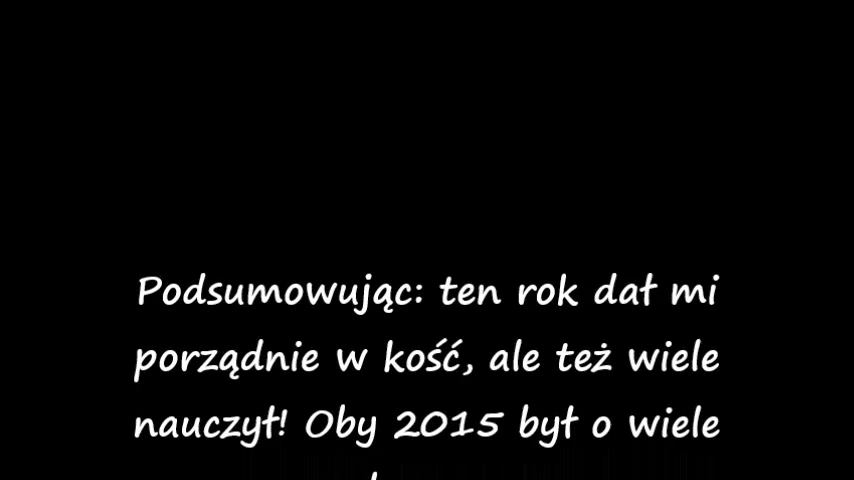 Podsumowując: ten rok dał mi
porządnie w kość, ale też wiele
nauczył! Oby 2015 był o wiele